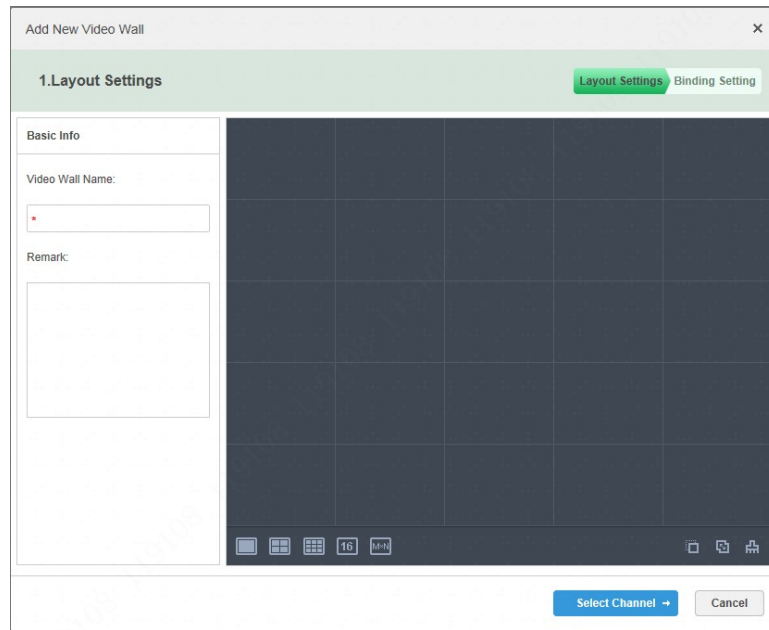 Add New Video Wall
1.Layout Settings
Layout Settings
Binding Setting
Basic Info
Video Wall Name:
*
Remark:
16
M×N
Select Channel →
Cancel